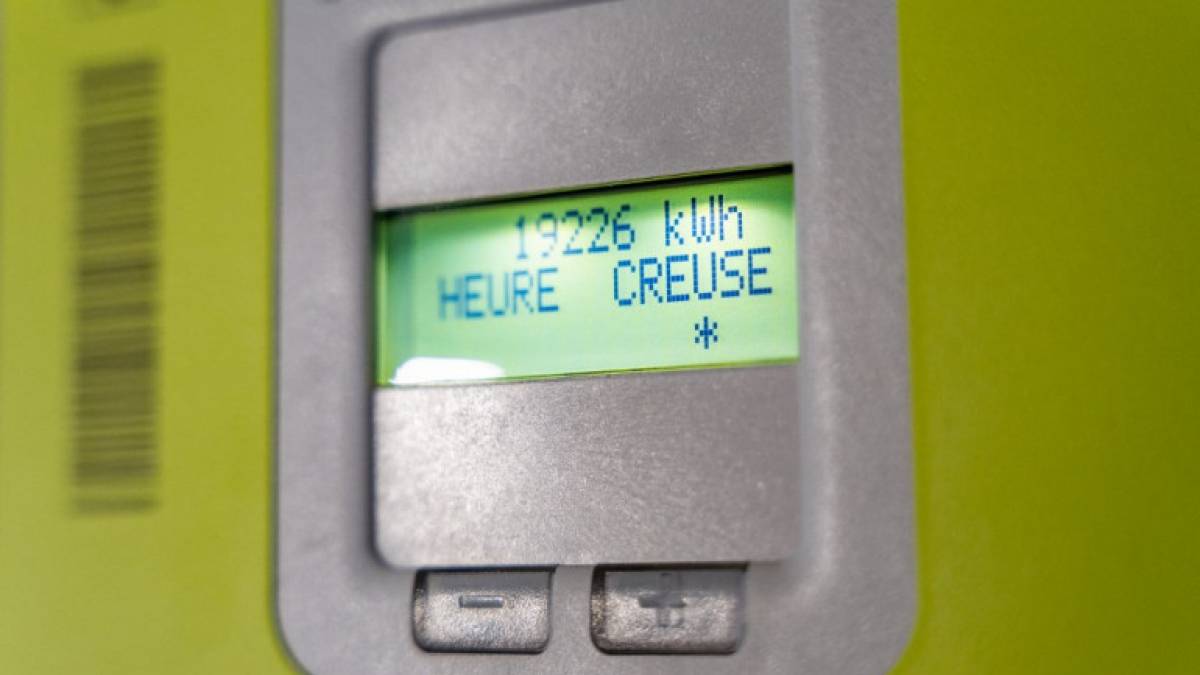 19226 kWh
HEURE CREUSE
*
- +